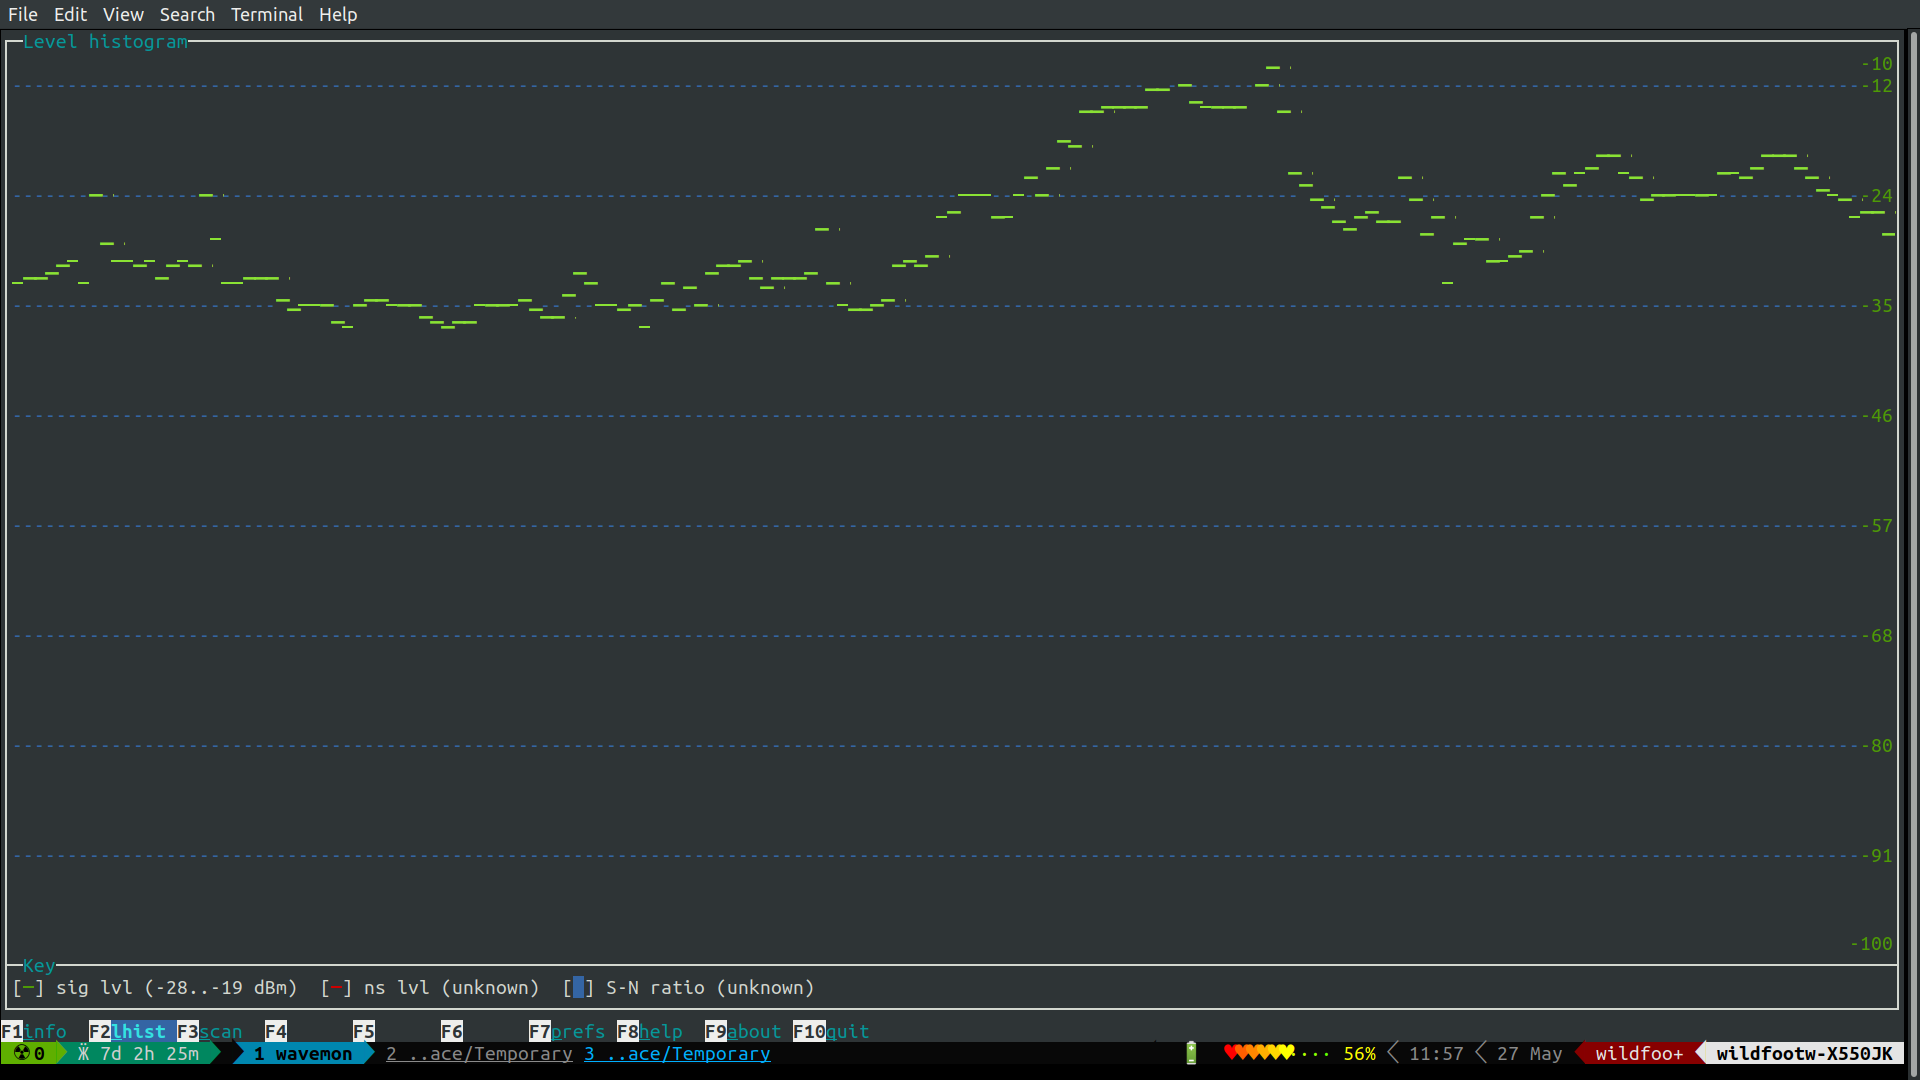 File Edit View Search Terminal Help
Level histogram
-10
-12
-24
-35
-46
-57
-68
-80
-91
-100
Key
[-] sig lvl (-28..-19 dBm) [-] ns lvl (unknown) [ ] S-N ratio (unknown)
F1info F2lhist F3scan F4 F5 F6 F7prefs F8help F9about F10quit
☢0 Ӝ 7d 2h 25m 1 wavemon 2 ..ace/Temporary 3 ..ace/Temporary ♥♥♥♥♥♥···· 56% 11:57 27 May wildfoo+ wildfootw-X550JK